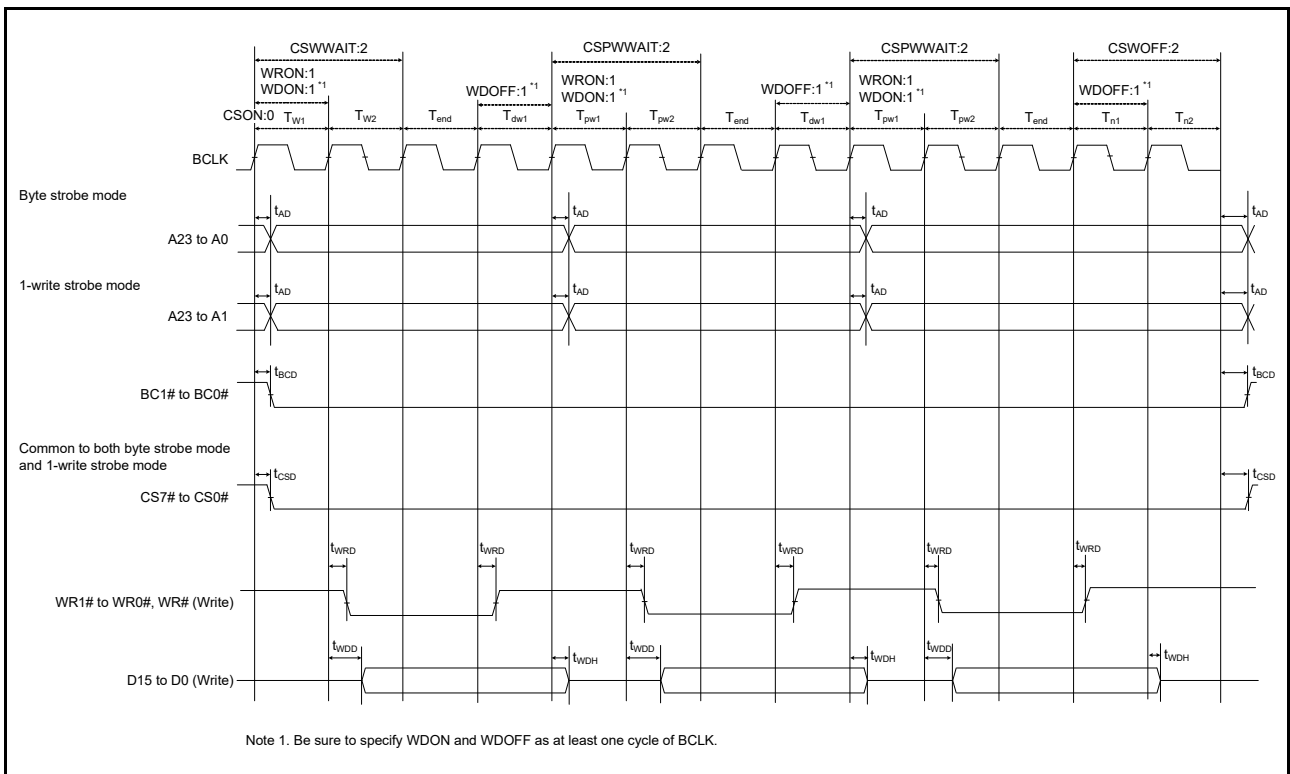 CSWWAIT:2
CSPWWAIT:2
CSPWWAIT:2
CSWOFF:2
WRON:1
WDON:1 *1
WDOFF:1 *1
WRON:1
WDON:1 *1
WDOFF:1 *1
WRON:1
WDON:1 *1
WDOFF:1 *1
CSON:0
TW1
TW2
Tend
Tdw1
Tpw1
Tpw2
Tend
Tdw1
Tpw1
Tpw2
Tend
Tn1
Tn2
BCLK
Byte strobe mode
tAD
tAD
tAD
tAD
A23 to A0
1-write strobe mode
tAD
tAD
tAD
tAD
A23 to A1
tBCD
tBCD
BC1# to BC0#
Common to both byte strobe mode
and 1-write strobe mode
tCSD
tCSD
CS7# to CS0#
tWRD
tWRD
tWRD
tWRD
tWRD
tWRD
WR1# to WR0#, WR# (Write)
tWDD
tWDH
tWDD
tWDH
tWDD
tWDH
D15 to D0 (Write)
Note 1. Be sure to specify WDON and WDOFF as at least one cycle of BCLK.